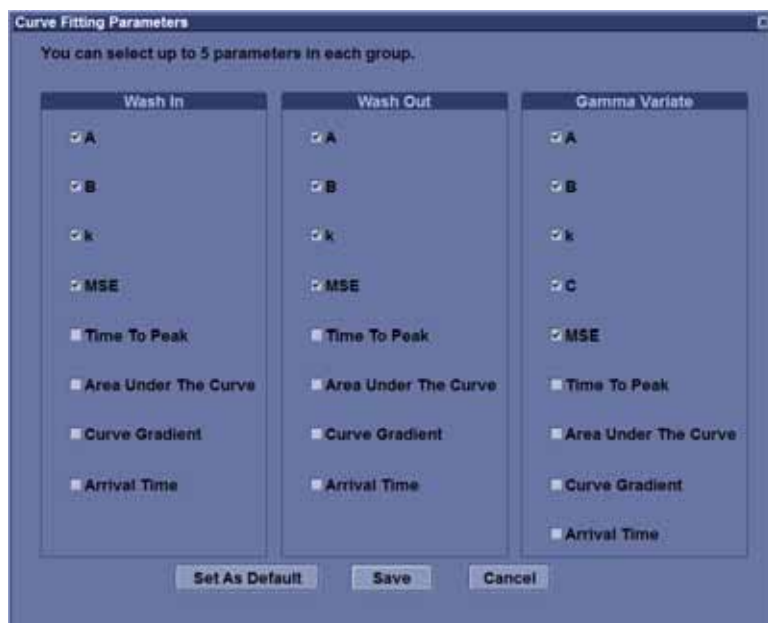 Curve Fitting Parameters
You can select up to 5 parameters in each group.
Wash In
A
B
k
MSE
Time To Peak
Area Under The Curve
Curve Gradient
Arrival Time
Wash Out
A
B
k
MSE
Time To Peak
Area Under The Curve
Curve Gradient
Arrival Time
Gamma Variate
A
B
k
C
MSE
Time To Peak
Area Under The Curve
Curve Gradient
Arrival Time
Set As Default
Save
Cancel